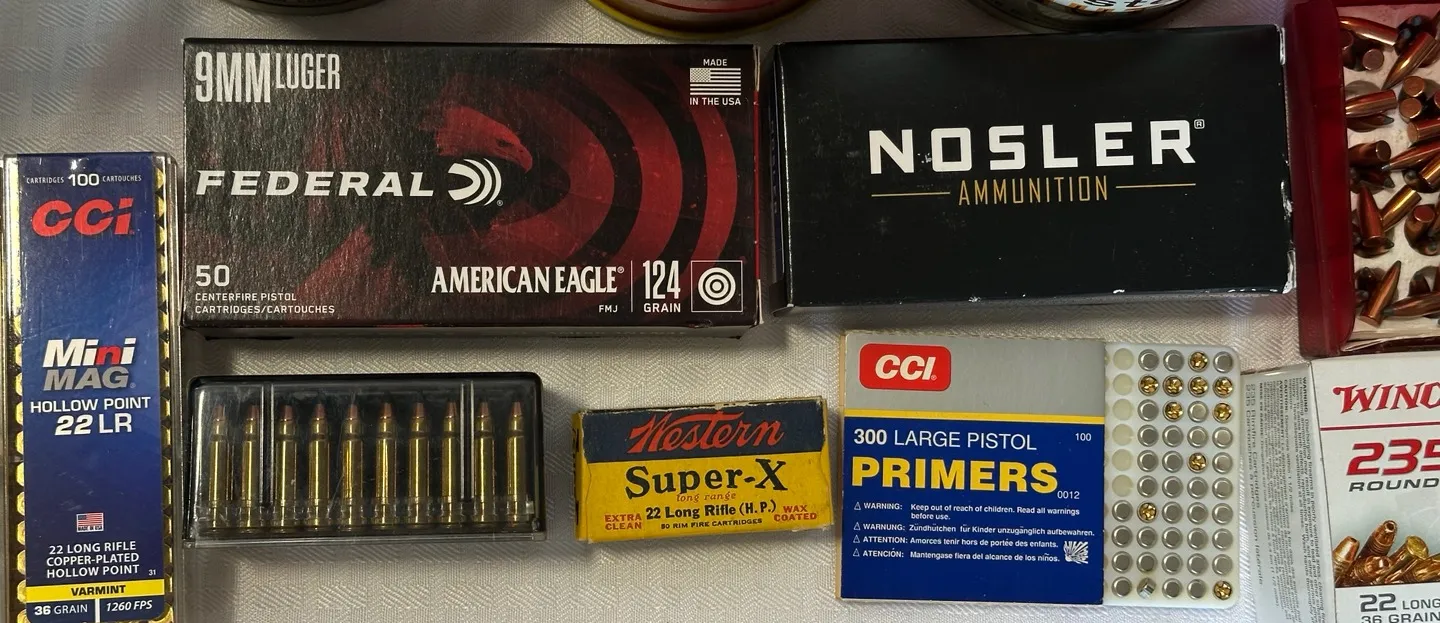 CARTRIDGES 100 CARTOUCHES
CCI
Mini
MAG®
HOLLOW POINT
22 LR
22 LONG RIFLE
COPPER-PLATED
HOLLOW POINT
31
VARMINT
36 GRAIN
1260 FPS
9MM LUGER
MADE
IN THE USA
FEDERAL®
50
CENTERFIRE PISTOL
CARTRIDGES/CARTOUCHES
AMERICAN EAGLE®
FMJ
124
GRAIN
NOSLER®
AMMUNITION
Western
Super-X
long range
22 Long Rifle (H.P.)
EXTRA
CLEAN
WAX
COATED
50 RIM FIRE CARTRIDGES
CCI®
300 LARGE PISTOL
100
PRIMERS
0012
⚠ WARNING: Keep out of reach of children. Read all warnings
before use.
⚠ WARNUNG: Zündhütchen für Kinder unzugänglich aufbewahren.
⚠ ATTENTION: Amorces tenir hors de portée des enfants.
⚠ ATENCIÓN: Mantengase fiera del alcance de los niños.
WINC
235
ROUND
22 LONG
36 GRAIN